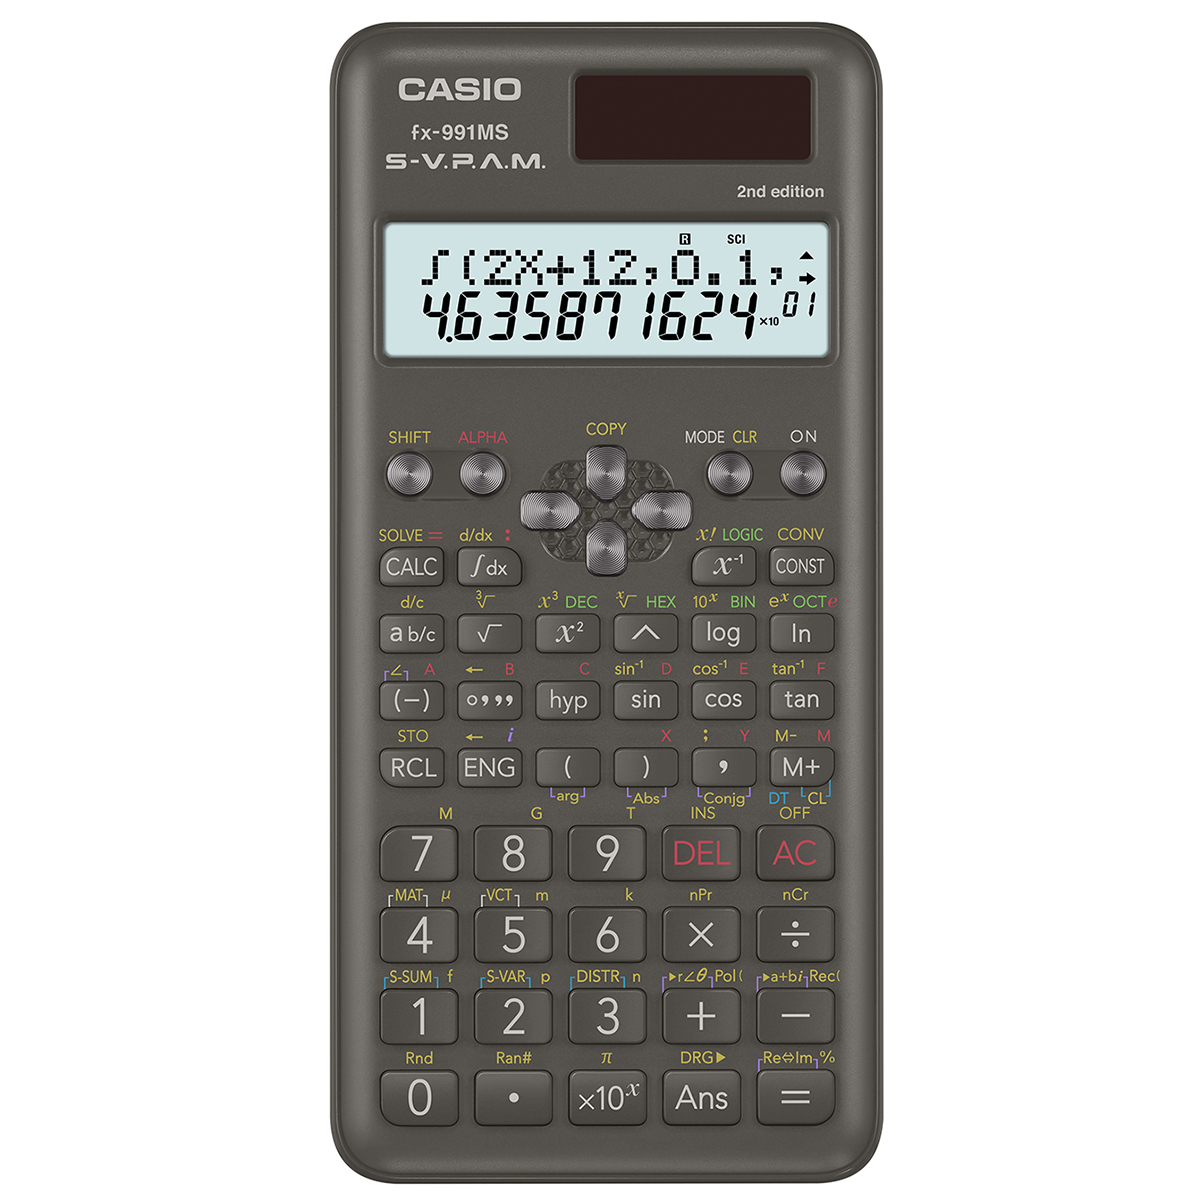 CASIO
fx-991MS
S-V.P.A.M.
2nd edition
R SCI
∫(2X+12,0.1,
4.635871624×10 01
COPY
SHIFT ALPHA MODE CLR ON
SOLVE = d/dx : x! LOGIC CONV
CALC ∫dx x⁻¹ CONST
d/c ³√ x³ DEC ˣ√ HEX 10ˣ BIN eˣ OCT e
a b/c √ x² ^ log ln
∠ A ← B C sin⁻¹ D cos⁻¹ E tan⁻¹ F
(−) °,,, hyp sin cos tan
STO ← i X ; Y M− M
RCL ENG ( ) , M+
arg Abs Conjg DT CL
M G T INS OFF
7 8 9 DEL AC
MAT μ VCT m k nPr nCr
4 5 6 × ÷
S-SUM f S-VAR p DISTR n ▶r∠θ Pol( ▶a+bi Rec(
1 2 3 + −
Rnd Ran# π DRG▶ Re⇔Im %
0 • ×10ˣ Ans =